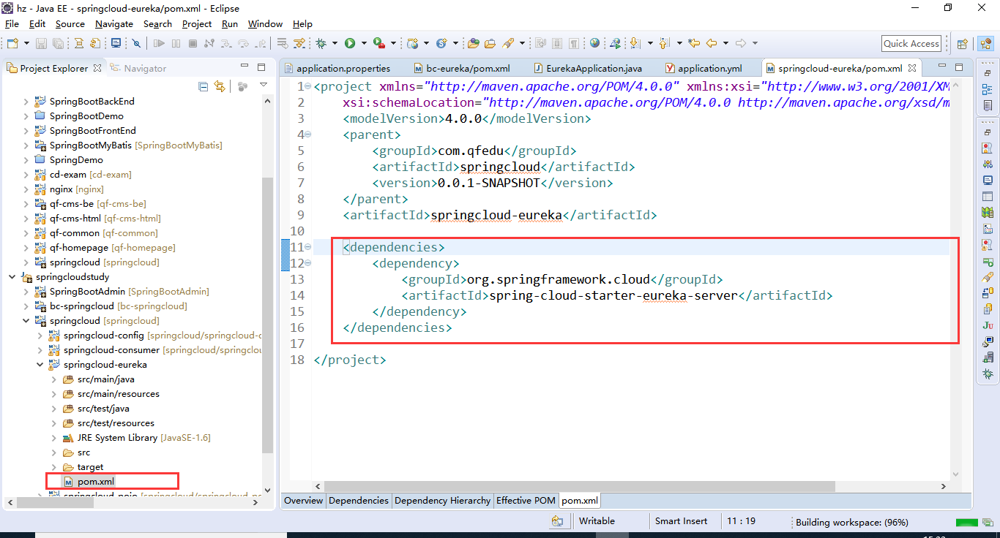 hz - Java EE - springcloud-eureka/pom.xml - Eclipse
File Edit Source Navigate Search Project Run Window Help
Quick Access
Project Explorer Navigator
SpringBootBackEnd
SpringBootDemo
SpringBootFrontEnd
SpringBootMyBatis [SpringBootMyBatis]
SpringDemo
cd-exam [cd-exam]
nginx [nginx]
qf-cms-be [qf-cms-be]
qf-cms-html [qf-cms-html]
qf-common [qf-common]
qf-homepage [qf-homepage]
springcloud [springcloud]
springcloudstudy
SpringBootAdmin [SpringBootAdmin]
bc-springcloud [bc-springcloud]
springcloud [springcloud]
springcloud-config [springcloud/springcloud-c
springcloud-consumer [springcloud/springclou
springcloud-eureka
src/main/java
src/main/resources
src/test/java
src/test/resources
JRE System Library [JavaSE-1.6]
src
target
pom.xml
application.properties bc-eureka/pom.xml EurekaApplication.java application.yml springcloud-eureka/pom.xml
1 <project xmlns="http://maven.apache.org/POM/4.0.0" xmlns:xsi="http://www.w3.org/2001/XM
2 xsi:schemaLocation="http://maven.apache.org/POM/4.0.0 http://maven.apache.org/xsd/m
3 <modelVersion>4.0.0</modelVersion>
4 <parent>
5 <groupId>com.qfedu</groupId>
6 <artifactId>springcloud</artifactId>
7 <version>0.0.1-SNAPSHOT</version>
8 </parent>
9 <artifactId>springcloud-eureka</artifactId>
10
11 <dependencies>
12 <dependency>
13 <groupId>org.springframework.cloud</groupId>
14 <artifactId>spring-cloud-starter-eureka-server</artifactId>
15 </dependency>
16 </dependencies>
17
18 </project>
Overview Dependencies Dependency Hierarchy Effective POM pom.xml
Writable Smart Insert 11 : 19 Building workspace: (96%)